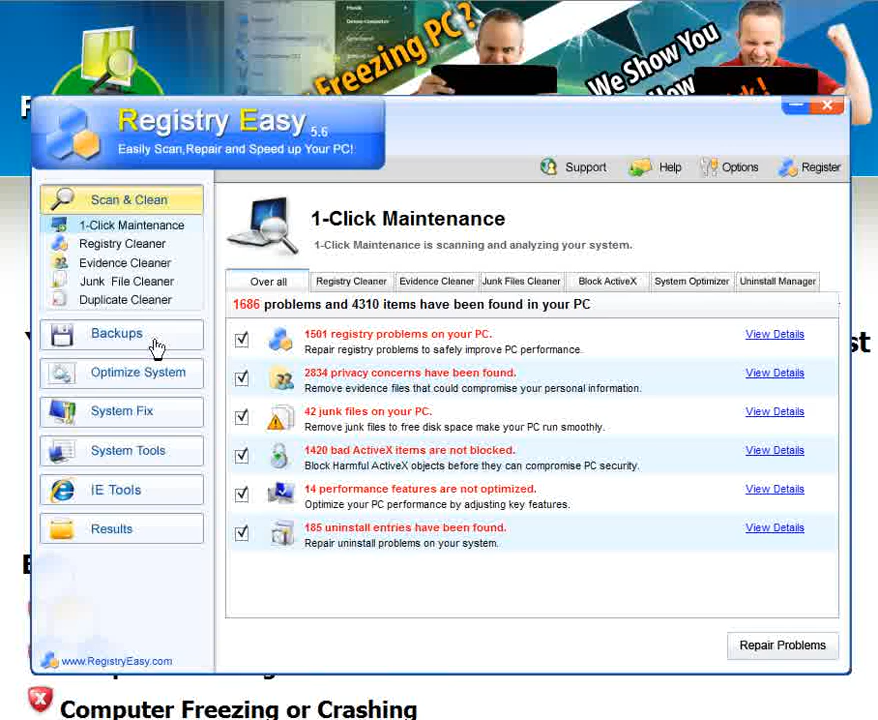 Freezing PC?
We Show You
Registry Easy 5.6
Easily Scan,Repair and Speed up Your PC!
Support
Help
Options
Register
Scan & Clean
1-Click Maintenance
Registry Cleaner
Evidence Cleaner
Junk File Cleaner
Duplicate Cleaner
Backups
Optimize System
System Fix
System Tools
IE Tools
Results
www.RegistryEasy.com
1-Click Maintenance
1-Click Maintenance is scanning and analyzing your system.
Over all
Registry Cleaner
Evidence Cleaner
Junk Files Cleaner
Block ActiveX
System Optimizer
Uninstall Manager
1686 problems and 4310 items have been found in your PC
1501 registry problems on your PC.
View Details
Repair registry problems to safely improve PC performance.
2834 privacy concerns have been found.
View Details
Remove evidence files that could compromise your personal information.
42 junk files on your PC.
View Details
Remove junk files to free disk space make your PC run smoothly.
1420 bad ActiveX items are not blocked.
View Details
Block Harmful ActiveX objects before they can compromise PC security.
14 performance features are not optimized.
View Details
Optimize your PC performance by adjusting key features.
185 uninstall entries have been found.
View Details
Repair uninstall problems on your system.
Repair Problems
Computer Freezing or Crashing